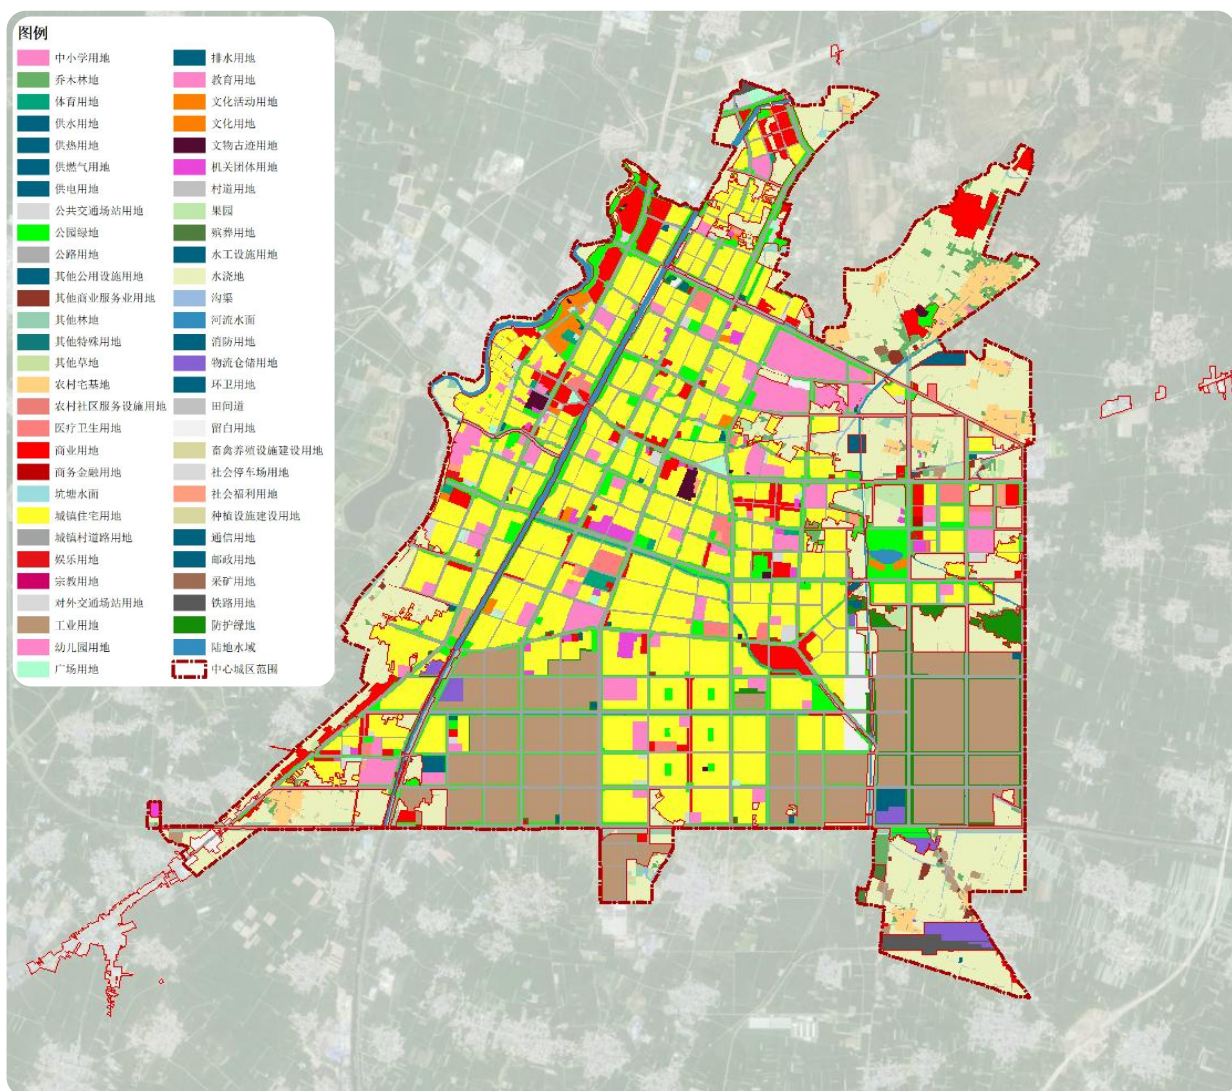 图例
中小学用地
乔木林地
体育用地
供水用地
供热用地
供燃气用地
供电用地
公共交通场站用地
公园绿地
公路用地
其他公用设施用地
其他商业服务业用地
其他林地
其他特殊用地
其他草地
农村宅基地
农村社区服务设施用地
医疗卫生用地
商业用地
商务金融用地
坑塘水面
城镇住宅用地
城镇村道路用地
娱乐用地
宗教用地
对外交通场站用地
工业用地
幼儿园用地
广场用地
排水用地
教育用地
文化活动用地
文化用地
文物古迹用地
机关团体用地
村道用地
果园
殡葬用地
水工设施用地
水浇地
沟渠
河流水面
消防用地
物流仓储用地
环卫用地
田间道
留白用地
畜禽养殖设施建设用地
社会停车场用地
社会福利用地
种植设施建设用地
通信用地
邮政用地
采矿用地
铁路用地
防护绿地
陆地水域
中心城区范围